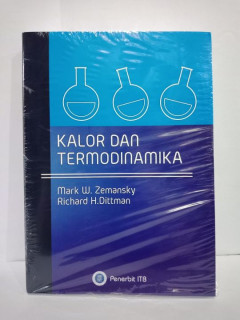 KALOR DAN
TERMODINAMIKA
Mark W. Zemansky
Richard H.Dittman
Penerbit ITB